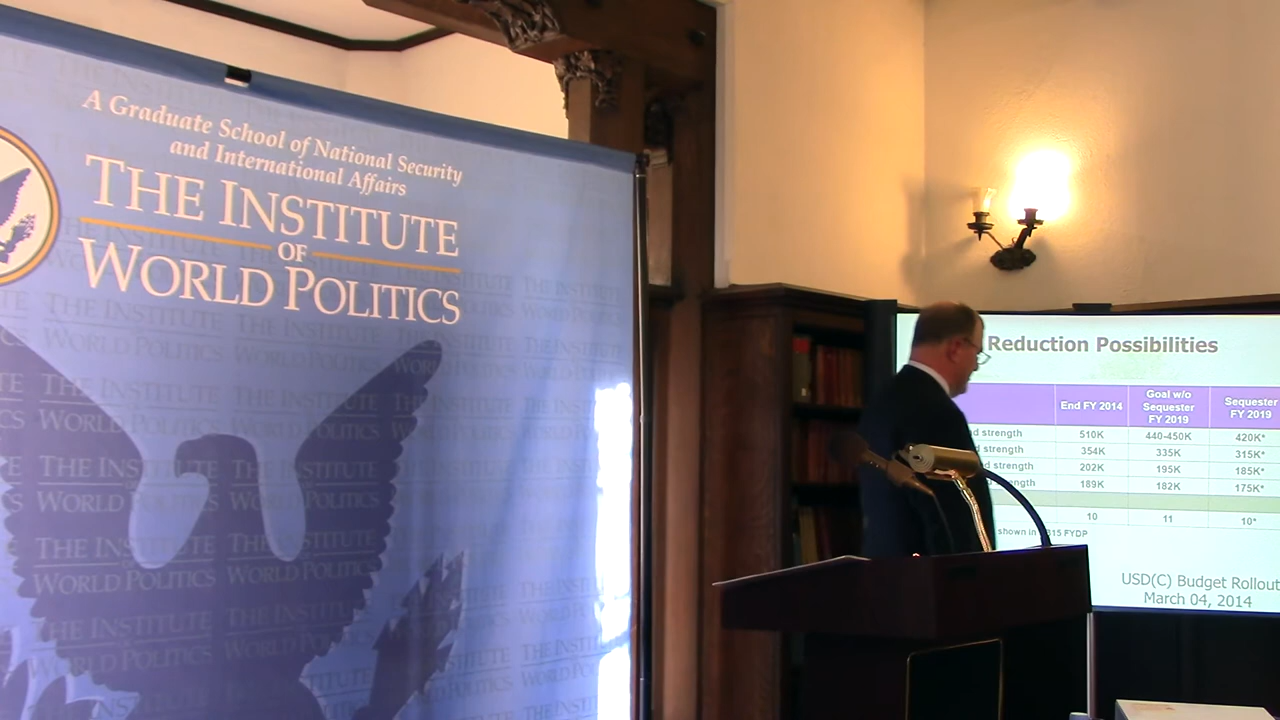 A Graduate School of National Security
and International Affairs
THE INSTITUTE
OF
WORLD POLITICS
Reduction Possibilities
End FY 2014
Goal w/o
Sequester
FY 2019
Sequester
FY 2019
strength 510K 440-450K 420K*
strength 354K 335K 315K*
strength 202K 195K 185K*
strength 189K 182K 175K*
10 11 10*
shown in FYDP
USD(C) Budget Rollout
March 04, 2014